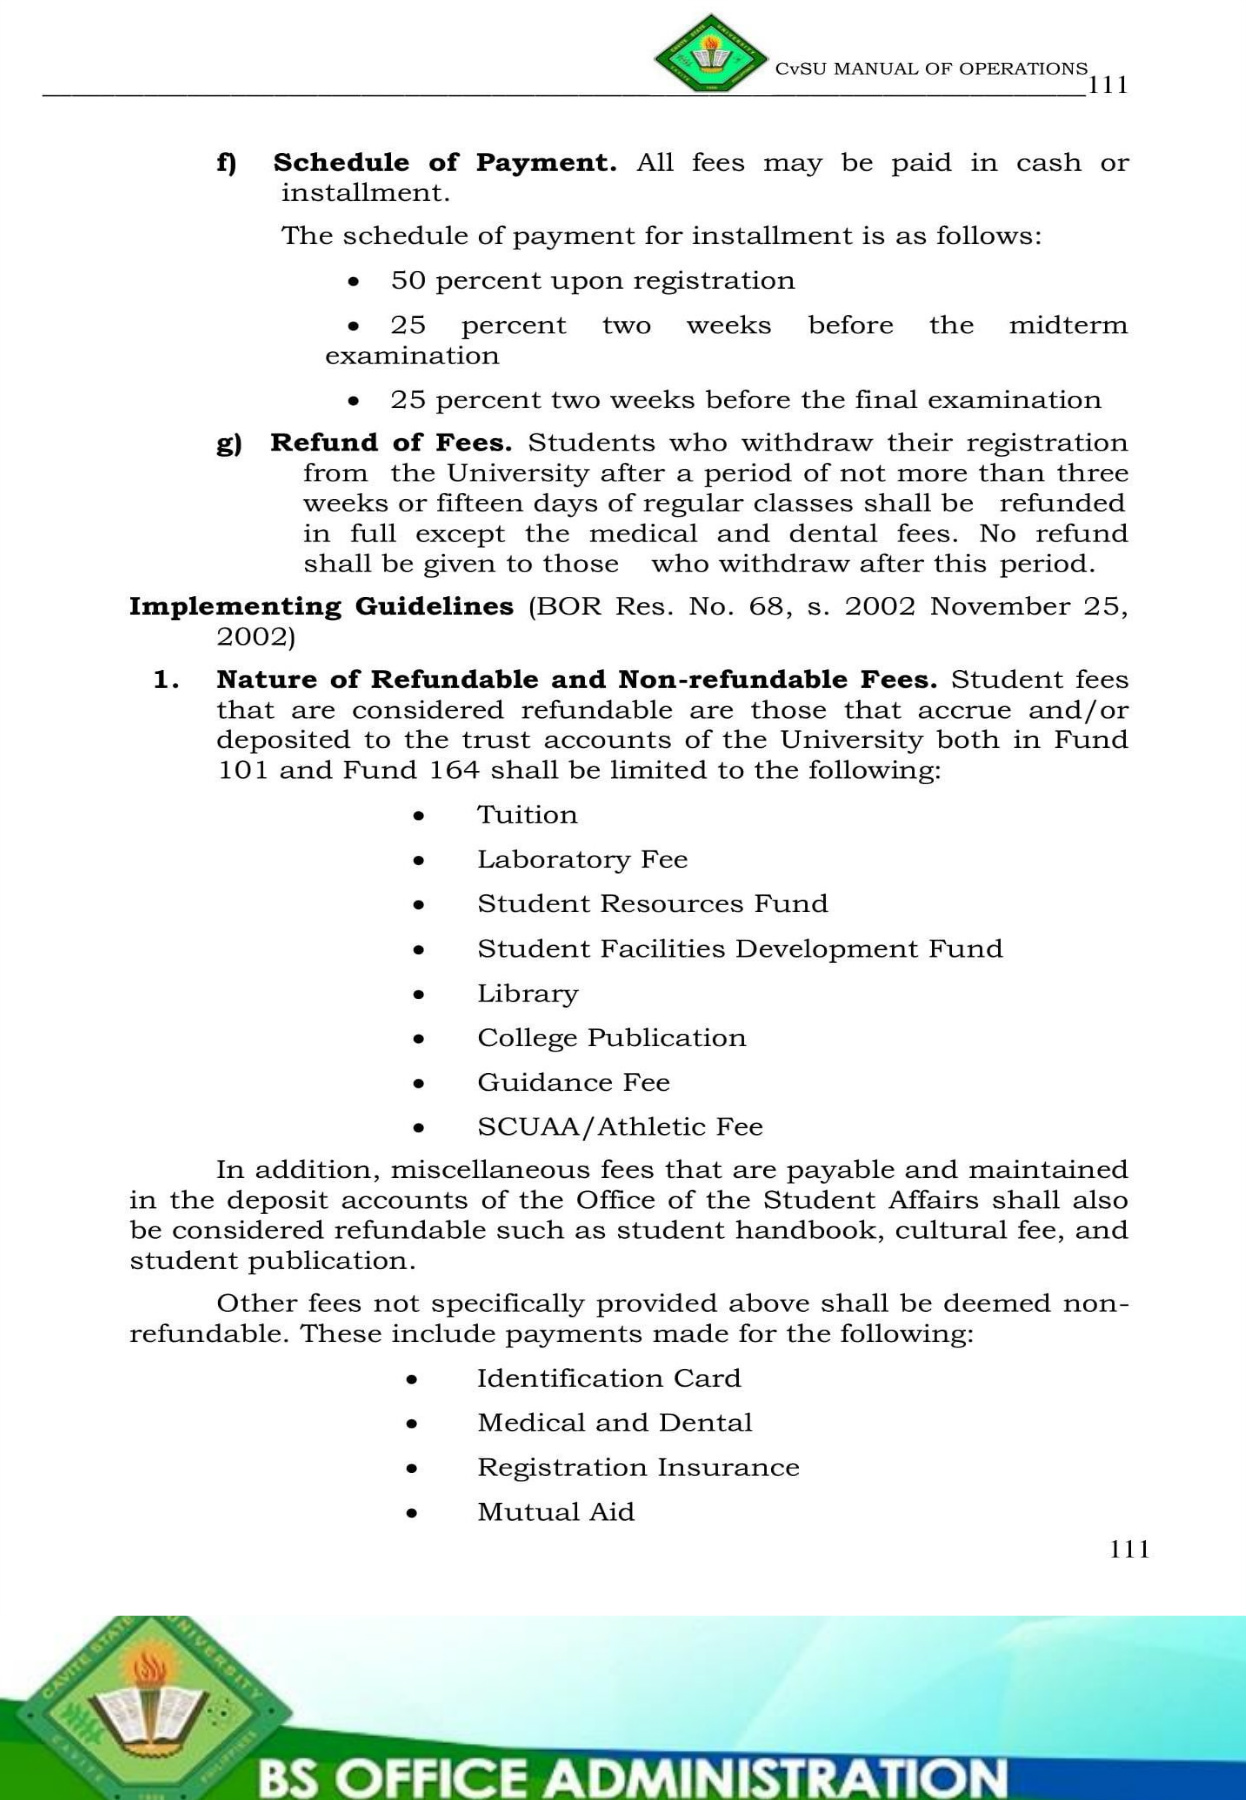 CvSU MANUAL OF OPERATIONS
111
f) Schedule of Payment. All fees may be paid in cash or
installment.
The schedule of payment for installment is as follows:
• 50 percent upon registration
• 25 percent two weeks before the midterm
examination
• 25 percent two weeks before the final examination
g) Refund of Fees. Students who withdraw their registration
from the University after a period of not more than three
weeks or fifteen days of regular classes shall be refunded
in full except the medical and dental fees. No refund
shall be given to those who withdraw after this period.
Implementing Guidelines (BOR Res. No. 68, s. 2002 November 25,
2002)
1. Nature of Refundable and Non-refundable Fees. Student fees
that are considered refundable are those that accrue and/or
deposited to the trust accounts of the University both in Fund
101 and Fund 164 shall be limited to the following:
• Tuition
• Laboratory Fee
• Student Resources Fund
• Student Facilities Development Fund
• Library
• College Publication
• Guidance Fee
• SCUAA/Athletic Fee
In addition, miscellaneous fees that are payable and maintained
in the deposit accounts of the Office of the Student Affairs shall also
be considered refundable such as student handbook, cultural fee, and
student publication.
Other fees not specifically provided above shall be deemed non-
refundable. These include payments made for the following:
• Identification Card
• Medical and Dental
• Registration Insurance
• Mutual Aid
111
CAVITE STATE UNIVERSITY
CAVITE
PHILIPPINES
BS OFFICE ADMINISTRATION